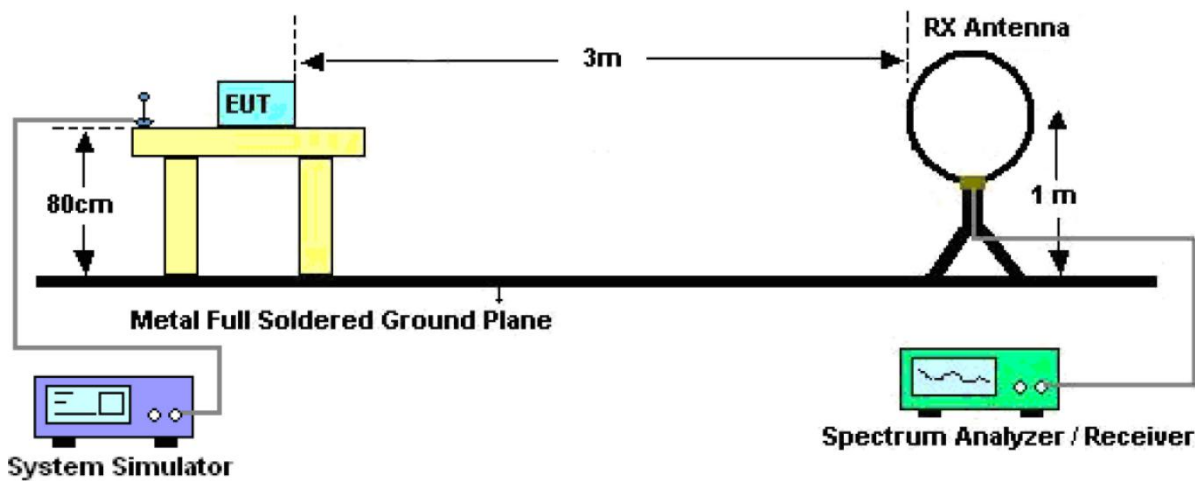 RX Antenna
3m
EUT
80cm
1 m
Metal Full Soldered Ground Plane
System Simulator
Spectrum Analyzer / Receiver